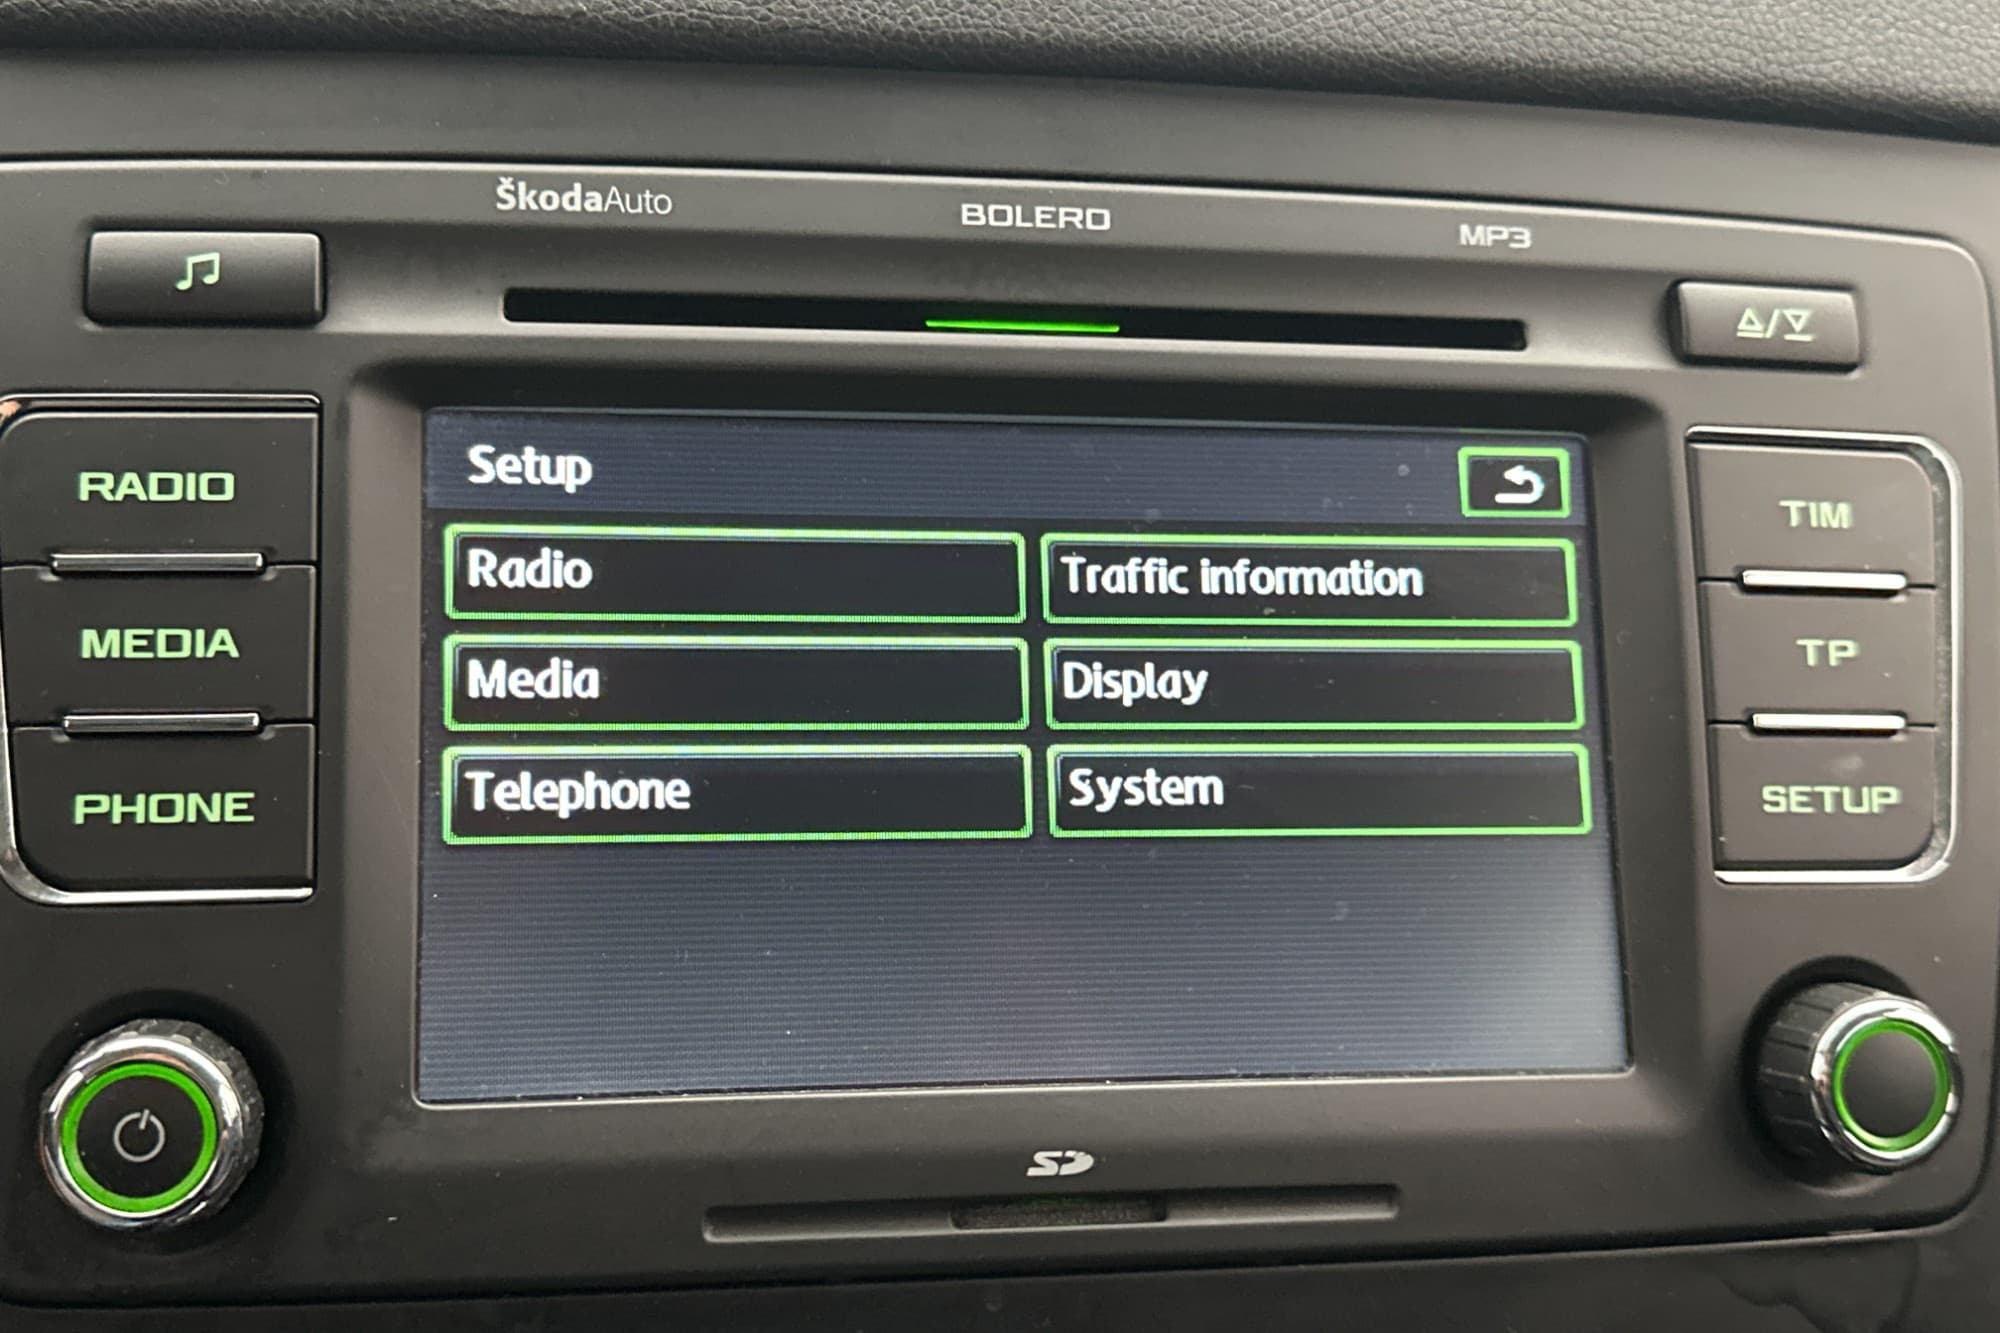 ŠkodaAuto
BOLERO
MP3
RADIO
MEDIA
PHONE
Setup
Radio
Traffic information
Media
Display
Telephone
System
TIM
TP
SETUP
SD